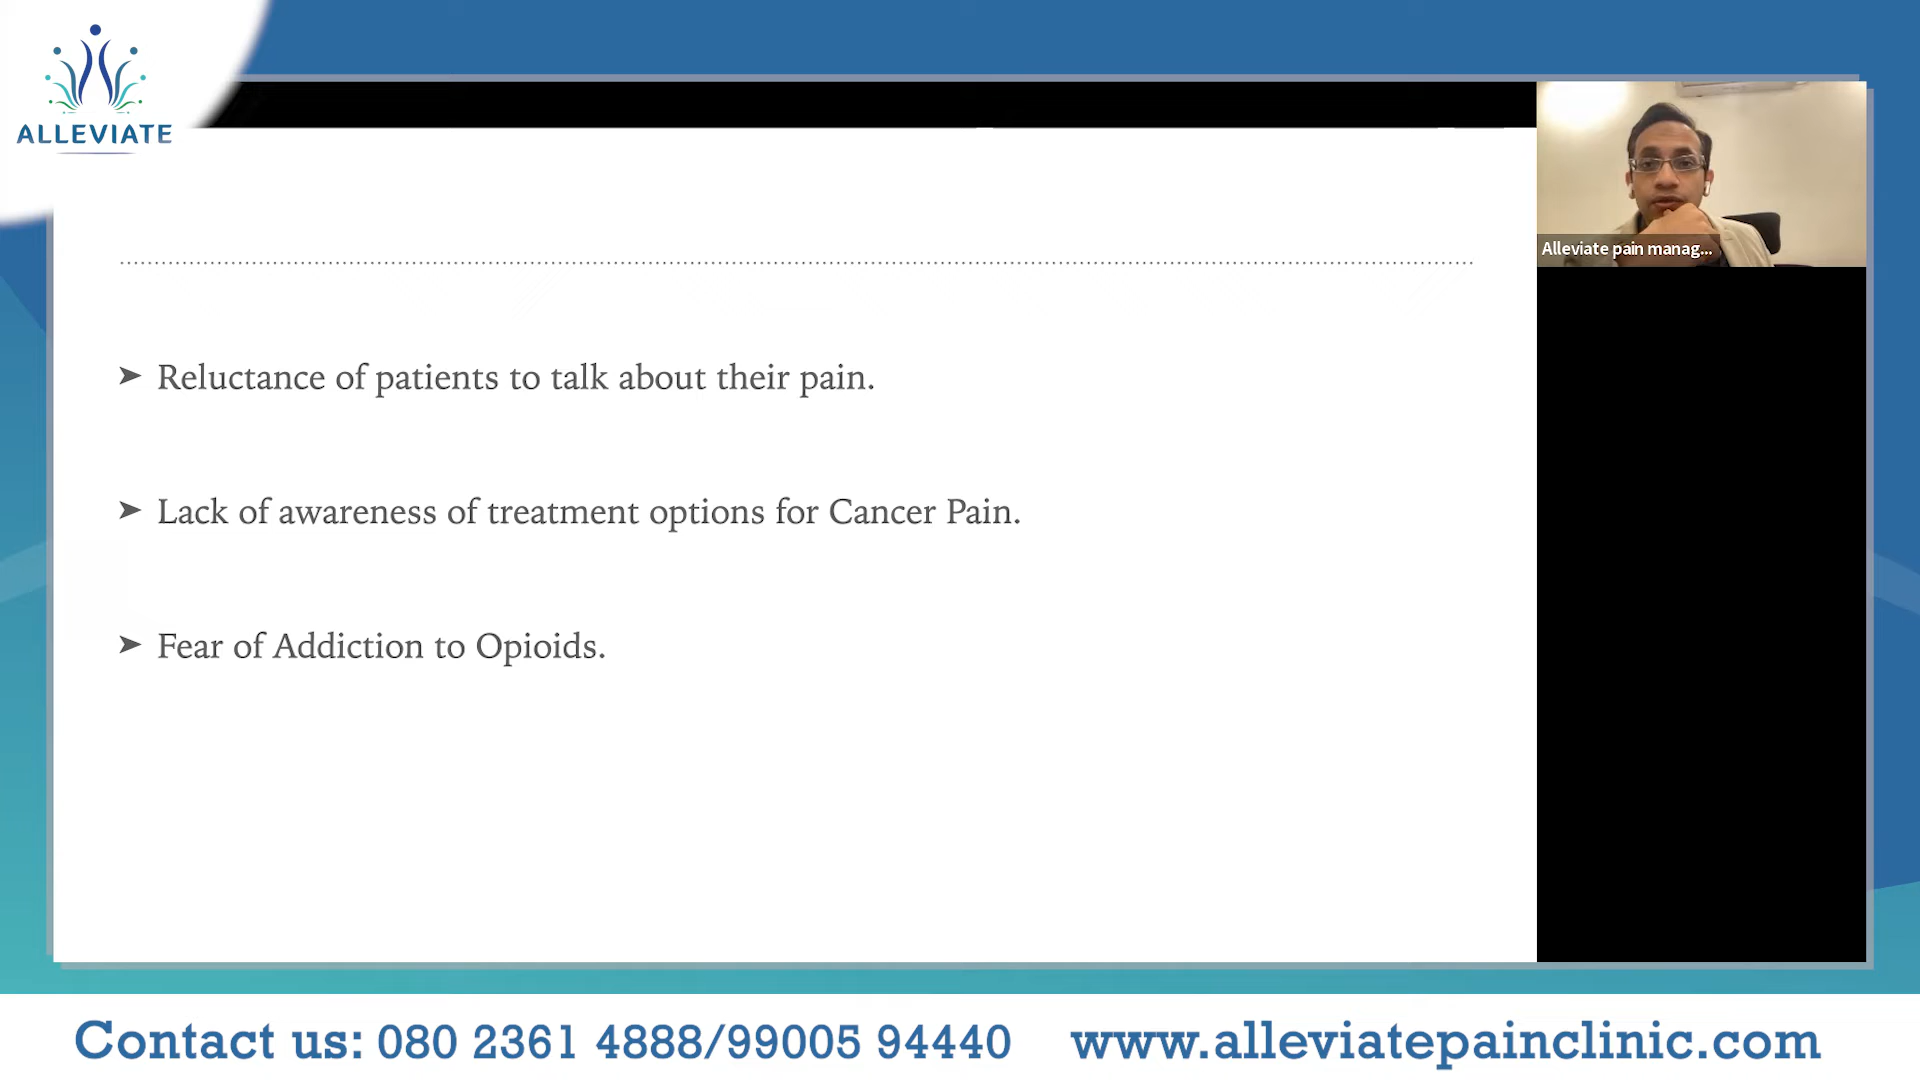 ALLEVIATE
Alleviate pain manag...
➤ Reluctance of patients to talk about their pain.
➤ Lack of awareness of treatment options for Cancer Pain.
➤ Fear of Addiction to Opioids.
Contact us: 080 2361 4888/99005 94440 www.alleviatepainclinic.com